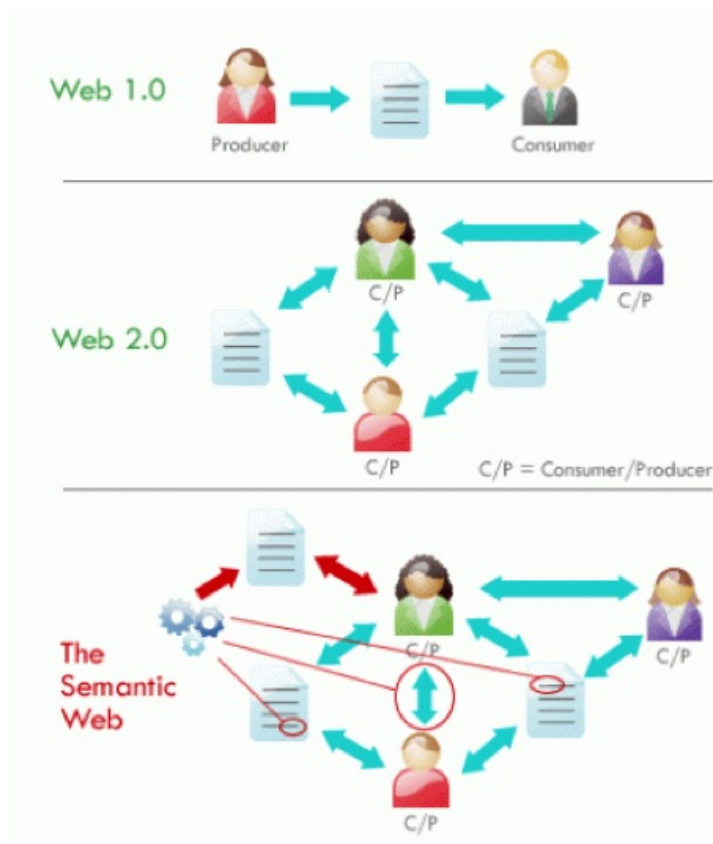 Web 1.0
Producer
Consumer
C/P
C/P
Web 2.0
C/P
C/P = Consumer/Producer
The
Semantic
Web
C/P
C/P
C/P